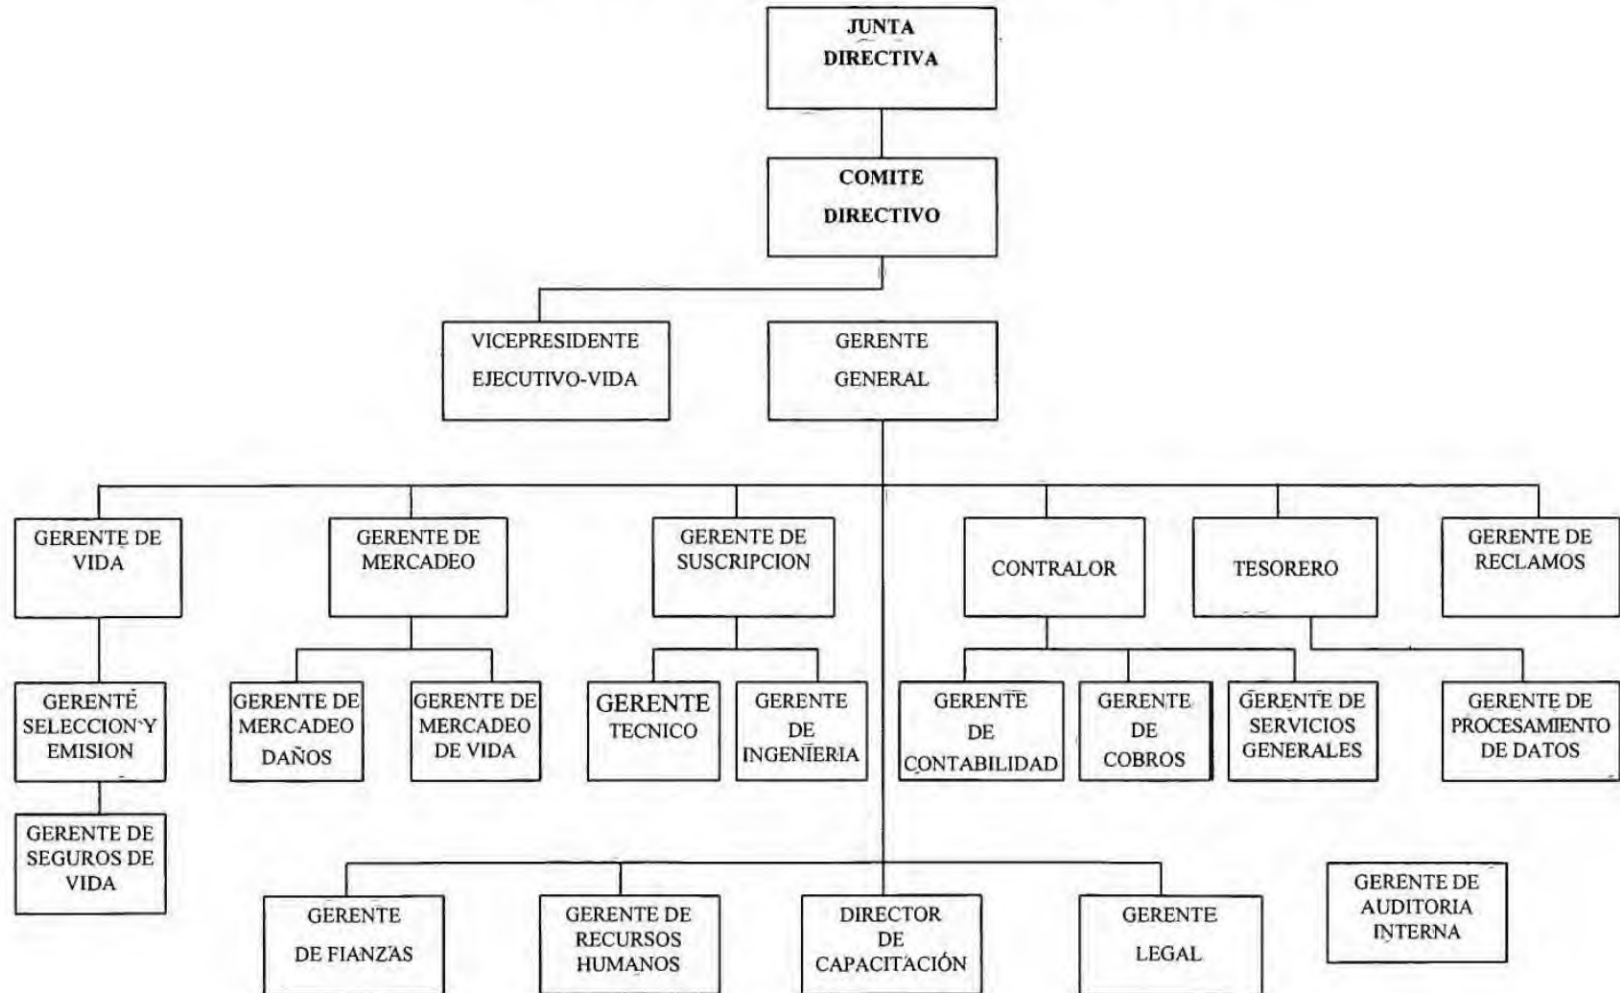 JUNTA
DIRECTIVA
COMITE
DIRECTIVO
VICEPRESIDENTE
EJECUTIVO-VIDA
GERENTE
GENERAL
GERENTE DE
VIDA
GERENTE DE
MERCADEO
GERENTE DE
SUSCRIPCION
CONTRALOR
TESORERO
GERENTE DE
RECLAMOS
GERENTE
SELECCION Y
EMISION
GERENTE DE
MERCADEO
DAÑOS
GERENTE DE
MERCADEO
DE VIDA
GERENTE
TECNICO
GERENTE
DE
INGENIERIA
GERENTE
DE
CONTABILIDAD
GERENTE
DE
COBROS
GERENTE DE
SERVICIOS
GENERALES
GERENTE DE
PROCESAMIENTO
DE DATOS
GERENTE DE
SEGUROS DE
VIDA
GERENTE
DE FIANZAS
GERENTE DE
RECURSOS
HUMANOS
DIRECTOR
DE
CAPACITACIÓN
GERENTE
LEGAL
GERENTE DE
AUDITORIA
INTERNA